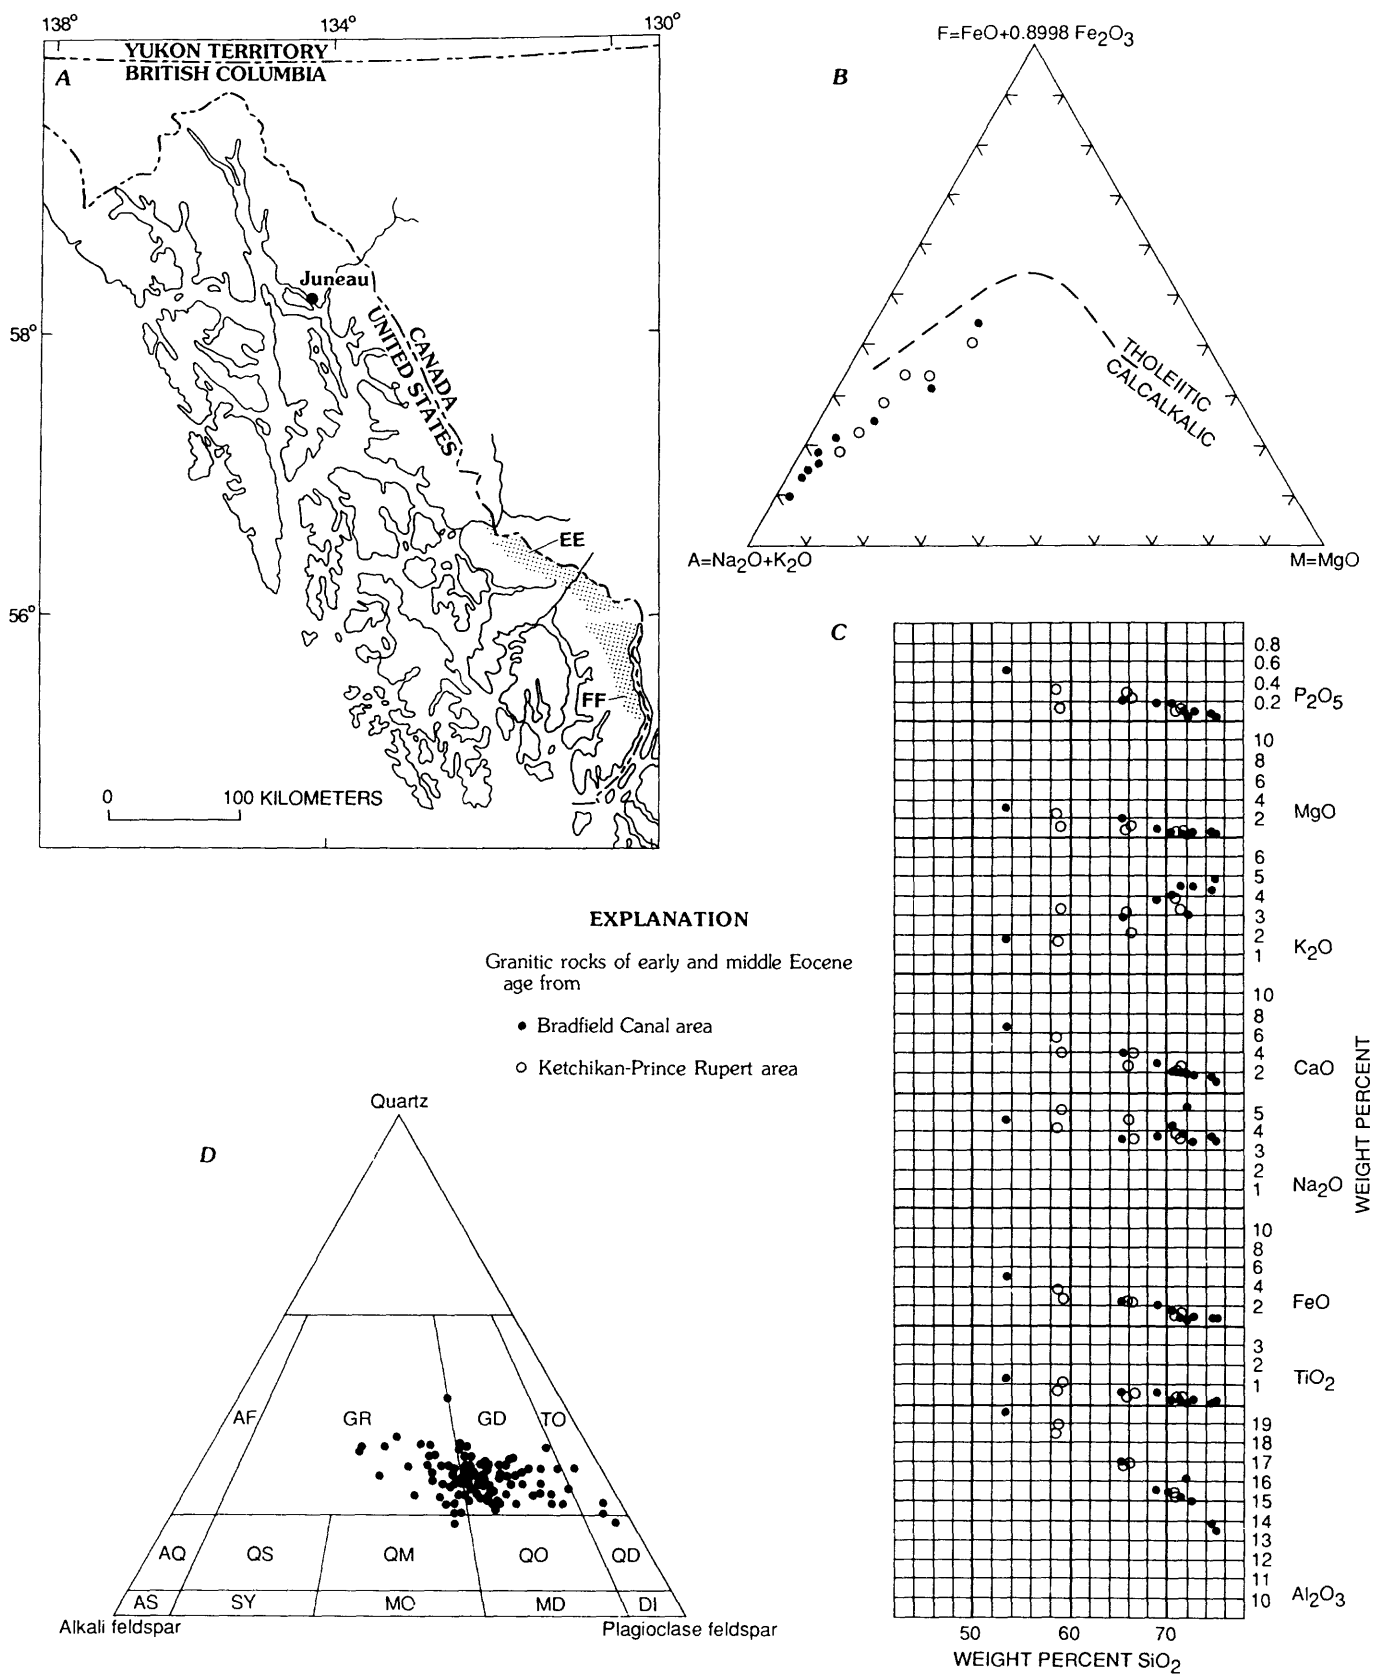 138° 134° 130°
YUKON TERRITORY
BRITISH COLUMBIA
A
Juneau
CANADA
UNITED STATES
58°
EE
56°
FF
0 100 KILOMETERS
F=FeO+0.8998 Fe₂O₃
B
THOLEIITIC
CALCALKALIC
A=Na₂O+K₂O M=MgO
C
0.8
0.6
0.4
0.2
P₂O₅
10
8
6
4
2
MgO
6
5
4
3
2
1
K₂O
10
8
6
4
2
CaO
5
4
3
2
1
Na₂O
10
8
6
4
2
FeO
3
2
1
TiO₂
19
18
17
16
15
14
13
12
11
10
Al₂O₃
WEIGHT PERCENT
50 60 70
WEIGHT PERCENT SiO₂
EXPLANATION
Granitic rocks of early and middle Eocene
age from
● Bradfield Canal area
○ Ketchikan-Prince Rupert area
D
Quartz
AF GR GD TO
AQ QS QM QO QD
AS SY MO MD DI
Alkali feldspar Plagioclase feldspar